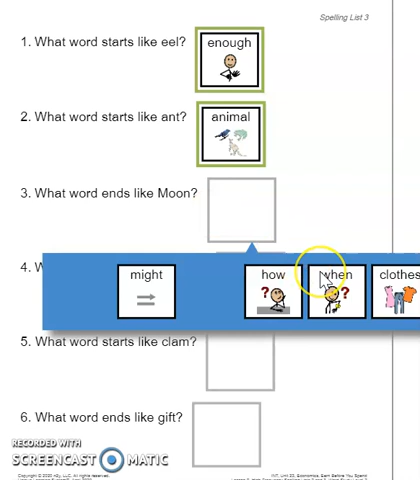 Spelling List 3
1. What word starts like eel?
enough
2. What word starts like ant?
animal
3. What word ends like Moon?
4. W
might
how
when
clothes
5. What word starts like clam?
6. What word ends like gift?
RECORDED WITH
SCREENCAST MATIC